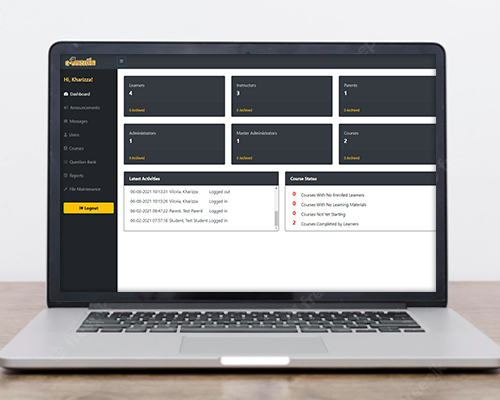 Hi, Kharizza!
Dashboard
Announcements
Messages
Users
Courses
Question Bank
Reports
File Maintenance
Logout
Learners
4
0 Archived
Instructors
3
0 Archived
Parents
1
0 Archived
Administrators
1
0 Archived
Master Administrators
1
0 Archived
Courses
2
0 Archived
Latest Activities
06-08-2021 10:13:31 Viloria, Kharizza Logged out
06-08-2021 10:13:26 Viloria, Kharizza Logged in
06-02-2021 08:47:22 Parent, Test Parent Logged in
06-02-2021 07:57:16 Student, Test Student Logged in
Course Status
0 Courses With No Enrolled Learners
0 Courses With No Learning Materials
0 Courses Not Yet Starting
2 Courses Completed by Learners